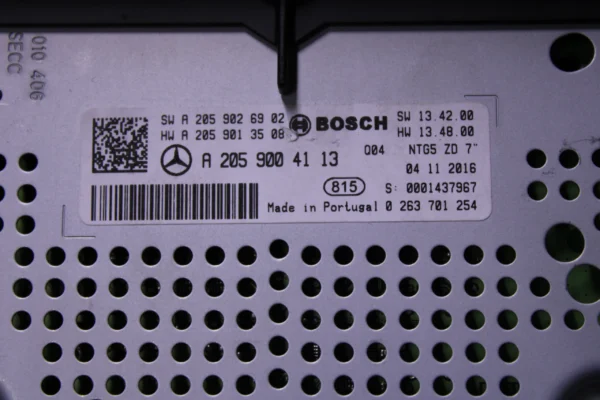 010 406
SECC
SW A 205 902 69 02
HW A 205 901 35 08
BOSCH
SW 13.42.00
HW 13.48.00
A 205 900 41 13
Q04
NTG5 ZD 7"
04 11 2016
815
S: 0001437967
Made in Portugal 0 263 701 254